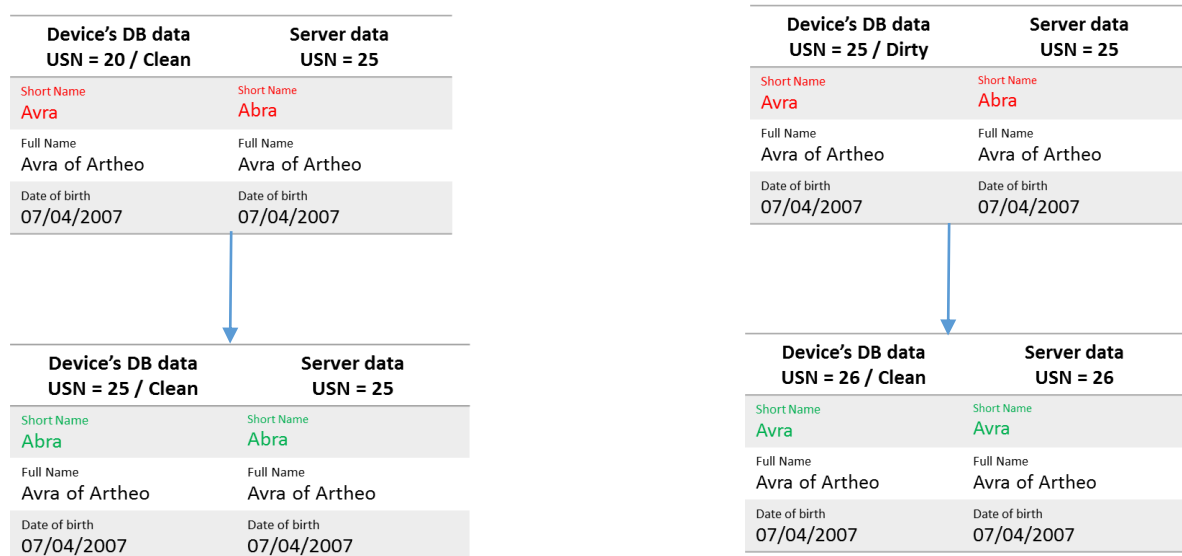 Device's DB data
USN = 20 / Clean
Server data
USN = 25
Short Name
Avra
Short Name
Abra
Full Name
Avra of Artheo
Full Name
Avra of Artheo
Date of birth
07/04/2007
Date of birth
07/04/2007
Device's DB data
USN = 25 / Dirty
Server data
USN = 25
Short Name
Avra
Short Name
Abra
Full Name
Avra of Artheo
Full Name
Avra of Artheo
Date of birth
07/04/2007
Date of birth
07/04/2007
Device's DB data
USN = 25 / Clean
Server data
USN = 25
Short Name
Abra
Short Name
Abra
Full Name
Avra of Artheo
Full Name
Avra of Artheo
Date of birth
07/04/2007
Date of birth
07/04/2007
Device's DB data
USN = 26 / Clean
Server data
USN = 26
Short Name
Avra
Short Name
Avra
Full Name
Avra of Artheo
Full Name
Avra of Artheo
Date of birth
07/04/2007
Date of birth
07/04/2007